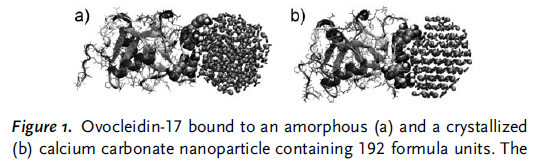 a)
b)
Figure 1. Ovocleidin-17 bound to an amorphous (a) and a crystallized
(b) calcium carbonate nanoparticle containing 192 formula units. The